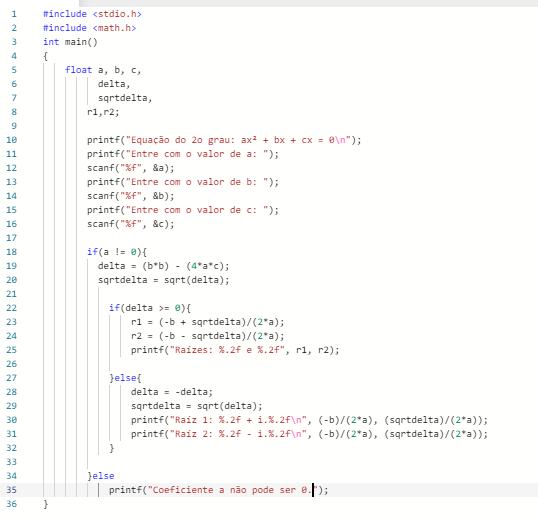 1 #include <stdio.h>
2 #include <math.h>
3 int main()
4 {
5 float a, b, c,
6 delta,
7 sqrtdelta,
8 r1,r2;
9
10 printf("Equação do 2o grau: ax² + bx + cx = 0\n");
11 printf("Entre com o valor de a: ");
12 scanf("%f", &a);
13 printf("Entre com o valor de b: ");
14 scanf("%f", &b);
15 printf("Entre com o valor de c: ");
16 scanf("%f", &c);
17
18 if(a != 0){
19 delta = (b*b) - (4*a*c);
20 sqrtdelta = sqrt(delta);
21
22 if(delta >= 0){
23 r1 = (-b + sqrtdelta)/(2*a);
24 r2 = (-b - sqrtdelta)/(2*a);
25 printf("Raízes: %.2f e %.2f", r1, r2);
26
27 }else{
28 delta = -delta;
29 sqrtdelta = sqrt(delta);
30 printf("Raíz 1: %.2f + i.%.2f\n", (-b)/(2*a), (sqrtdelta)/(2*a));
31 printf("Raíz 2: %.2f - i.%.2f\n", (-b)/(2*a), (sqrtdelta)/(2*a));
32 }
33
34 }else
35 printf("Coeficiente a não pode ser 0.");
36 }